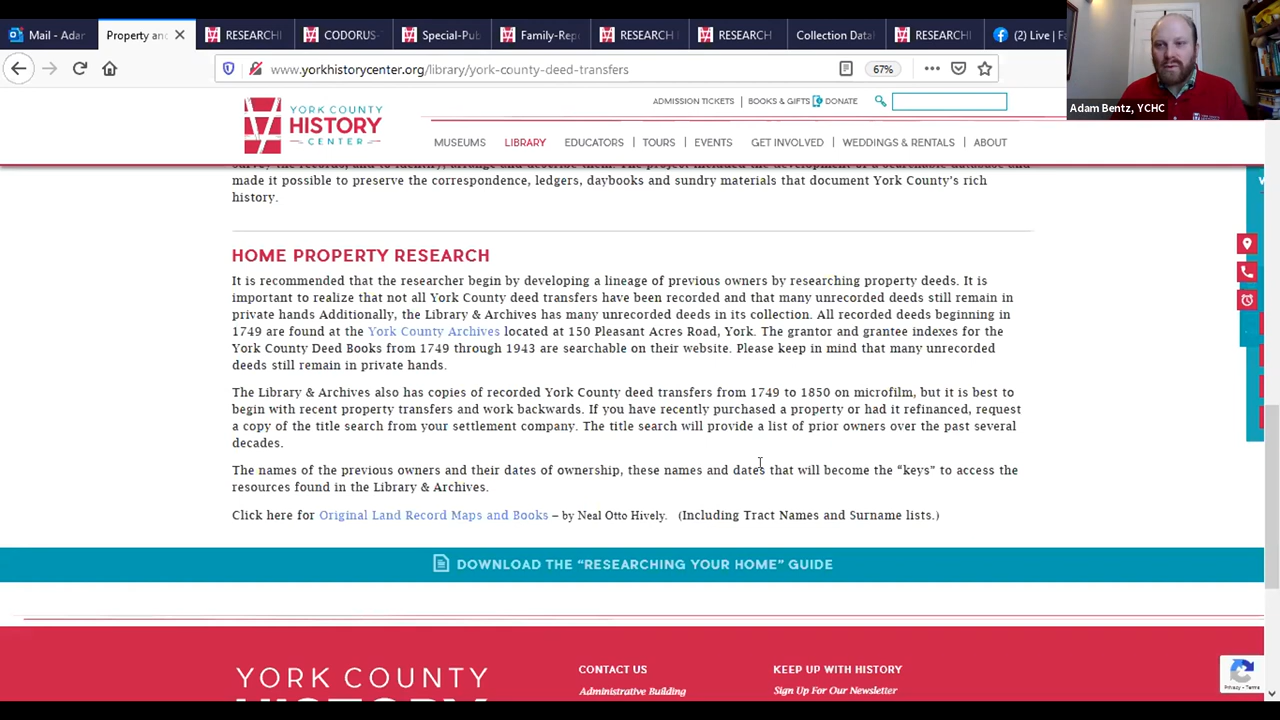 Mail - Adar
Property and
RESEARCHI
CODORUS-
Special-Pub
Family-Rep
RESEARCH
RESEARCH
Collection Datal
RESEARCHI
(2) Live | Fa
www.yorkhistorycenter.org/library/york-county-deed-transfers
67%
Adam Bentz, YCHC
YORK COUNTY
HISTORY
CENTER
ADMISSION TICKETS | BOOKS & GIFTS DONATE
MUSEUMS LIBRARY EDUCATORS TOURS EVENTS GET INVOLVED WEDDINGS & RENTALS ABOUT
made it possible to preserve the correspondence, ledgers, daybooks and sundry materials that document York County's rich
history.
HOME PROPERTY RESEARCH
It is recommended that the researcher begin by developing a lineage of previous owners by researching property deeds. It is
important to realize that not all York County deed transfers have been recorded and that many unrecorded deeds still remain in
private hands Additionally, the Library & Archives has many unrecorded deeds in its collection. All recorded deeds beginning in
1749 are found at the York County Archives located at 150 Pleasant Acres Road, York. The grantor and grantee indexes for the
York County Deed Books from 1749 through 1943 are searchable on their website. Please keep in mind that many unrecorded
deeds still remain in private hands.
The Library & Archives also has copies of recorded York County deed transfers from 1749 to 1850 on microfilm, but it is best to
begin with recent property transfers and work backwards. If you have recently purchased a property or had it refinanced, request
a copy of the title search from your settlement company. The title search will provide a list of prior owners over the past several
decades.
The names of the previous owners and their dates of ownership, these names and dates that will become the “keys” to access the
resources found in the Library & Archives.
Click here for Original Land Record Maps and Books – by Neal Otto Hively. (Including Tract Names and Surname lists.)
DOWNLOAD THE “RESEARCHING YOUR HOME” GUIDE
YORK COUNTY
CONTACT US
Administrative Building
KEEP UP WITH HISTORY
Sign Up For Our Newsletter
Privacy - Terms